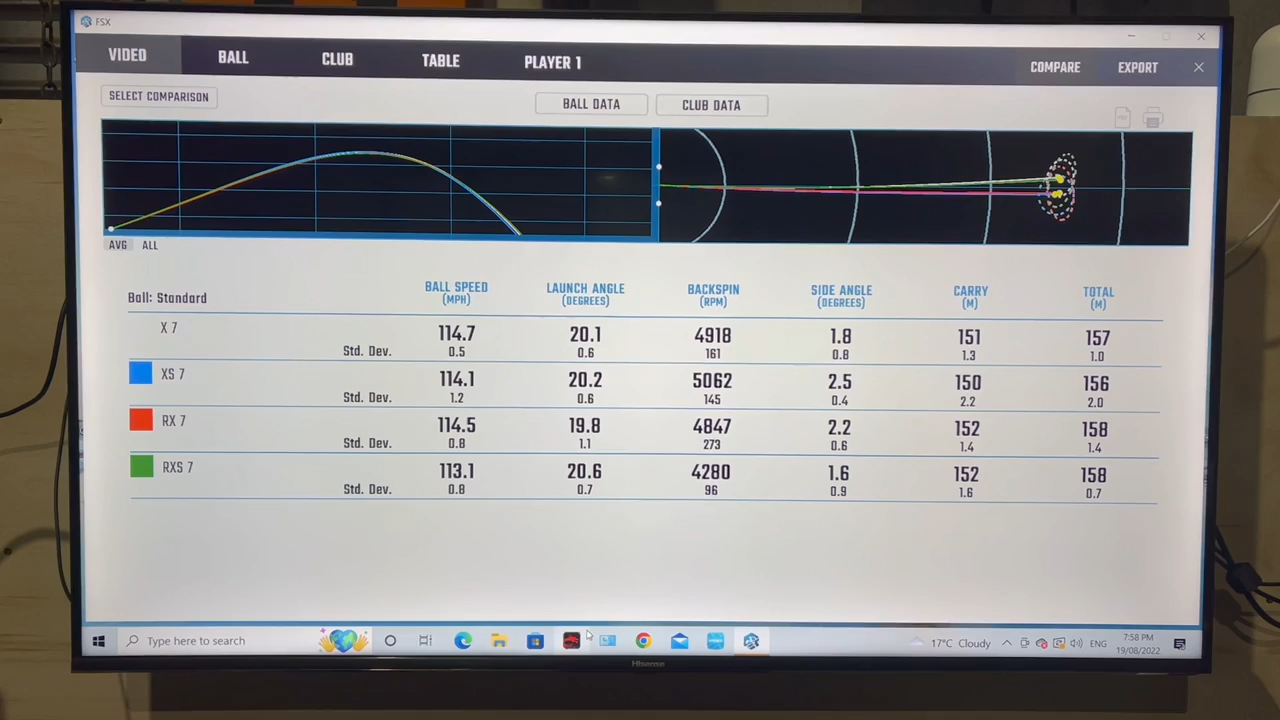 FSX
VIDEO BALL CLUB TABLE PLAYER 1 COMPARE EXPORT
SELECT COMPARISON BALL DATA CLUB DATA
AVG ALL
Ball: Standard BALL SPEED (MPH) LAUNCH ANGLE (DEGREES) BACKSPIN (RPM) SIDE ANGLE (DEGREES) CARRY (M) TOTAL (M)
X 7 114.7 20.1 4918 1.8 151 157
Std. Dev. 0.5 0.6 161 0.8 1.3 1.0
XS 7 114.1 20.2 5062 2.5 150 156
Std. Dev. 1.2 0.6 145 0.4 2.2 2.0
RX 7 114.5 19.8 4847 2.2 152 158
Std. Dev. 0.8 1.1 273 0.6 1.4 1.4
RXS 7 113.1 20.6 4280 1.6 152 158
Std. Dev. 0.8 0.7 96 0.9 1.6 0.7
Type here to search 17°C Cloudy ENG 7:58 PM
19/08/2022
Hisense